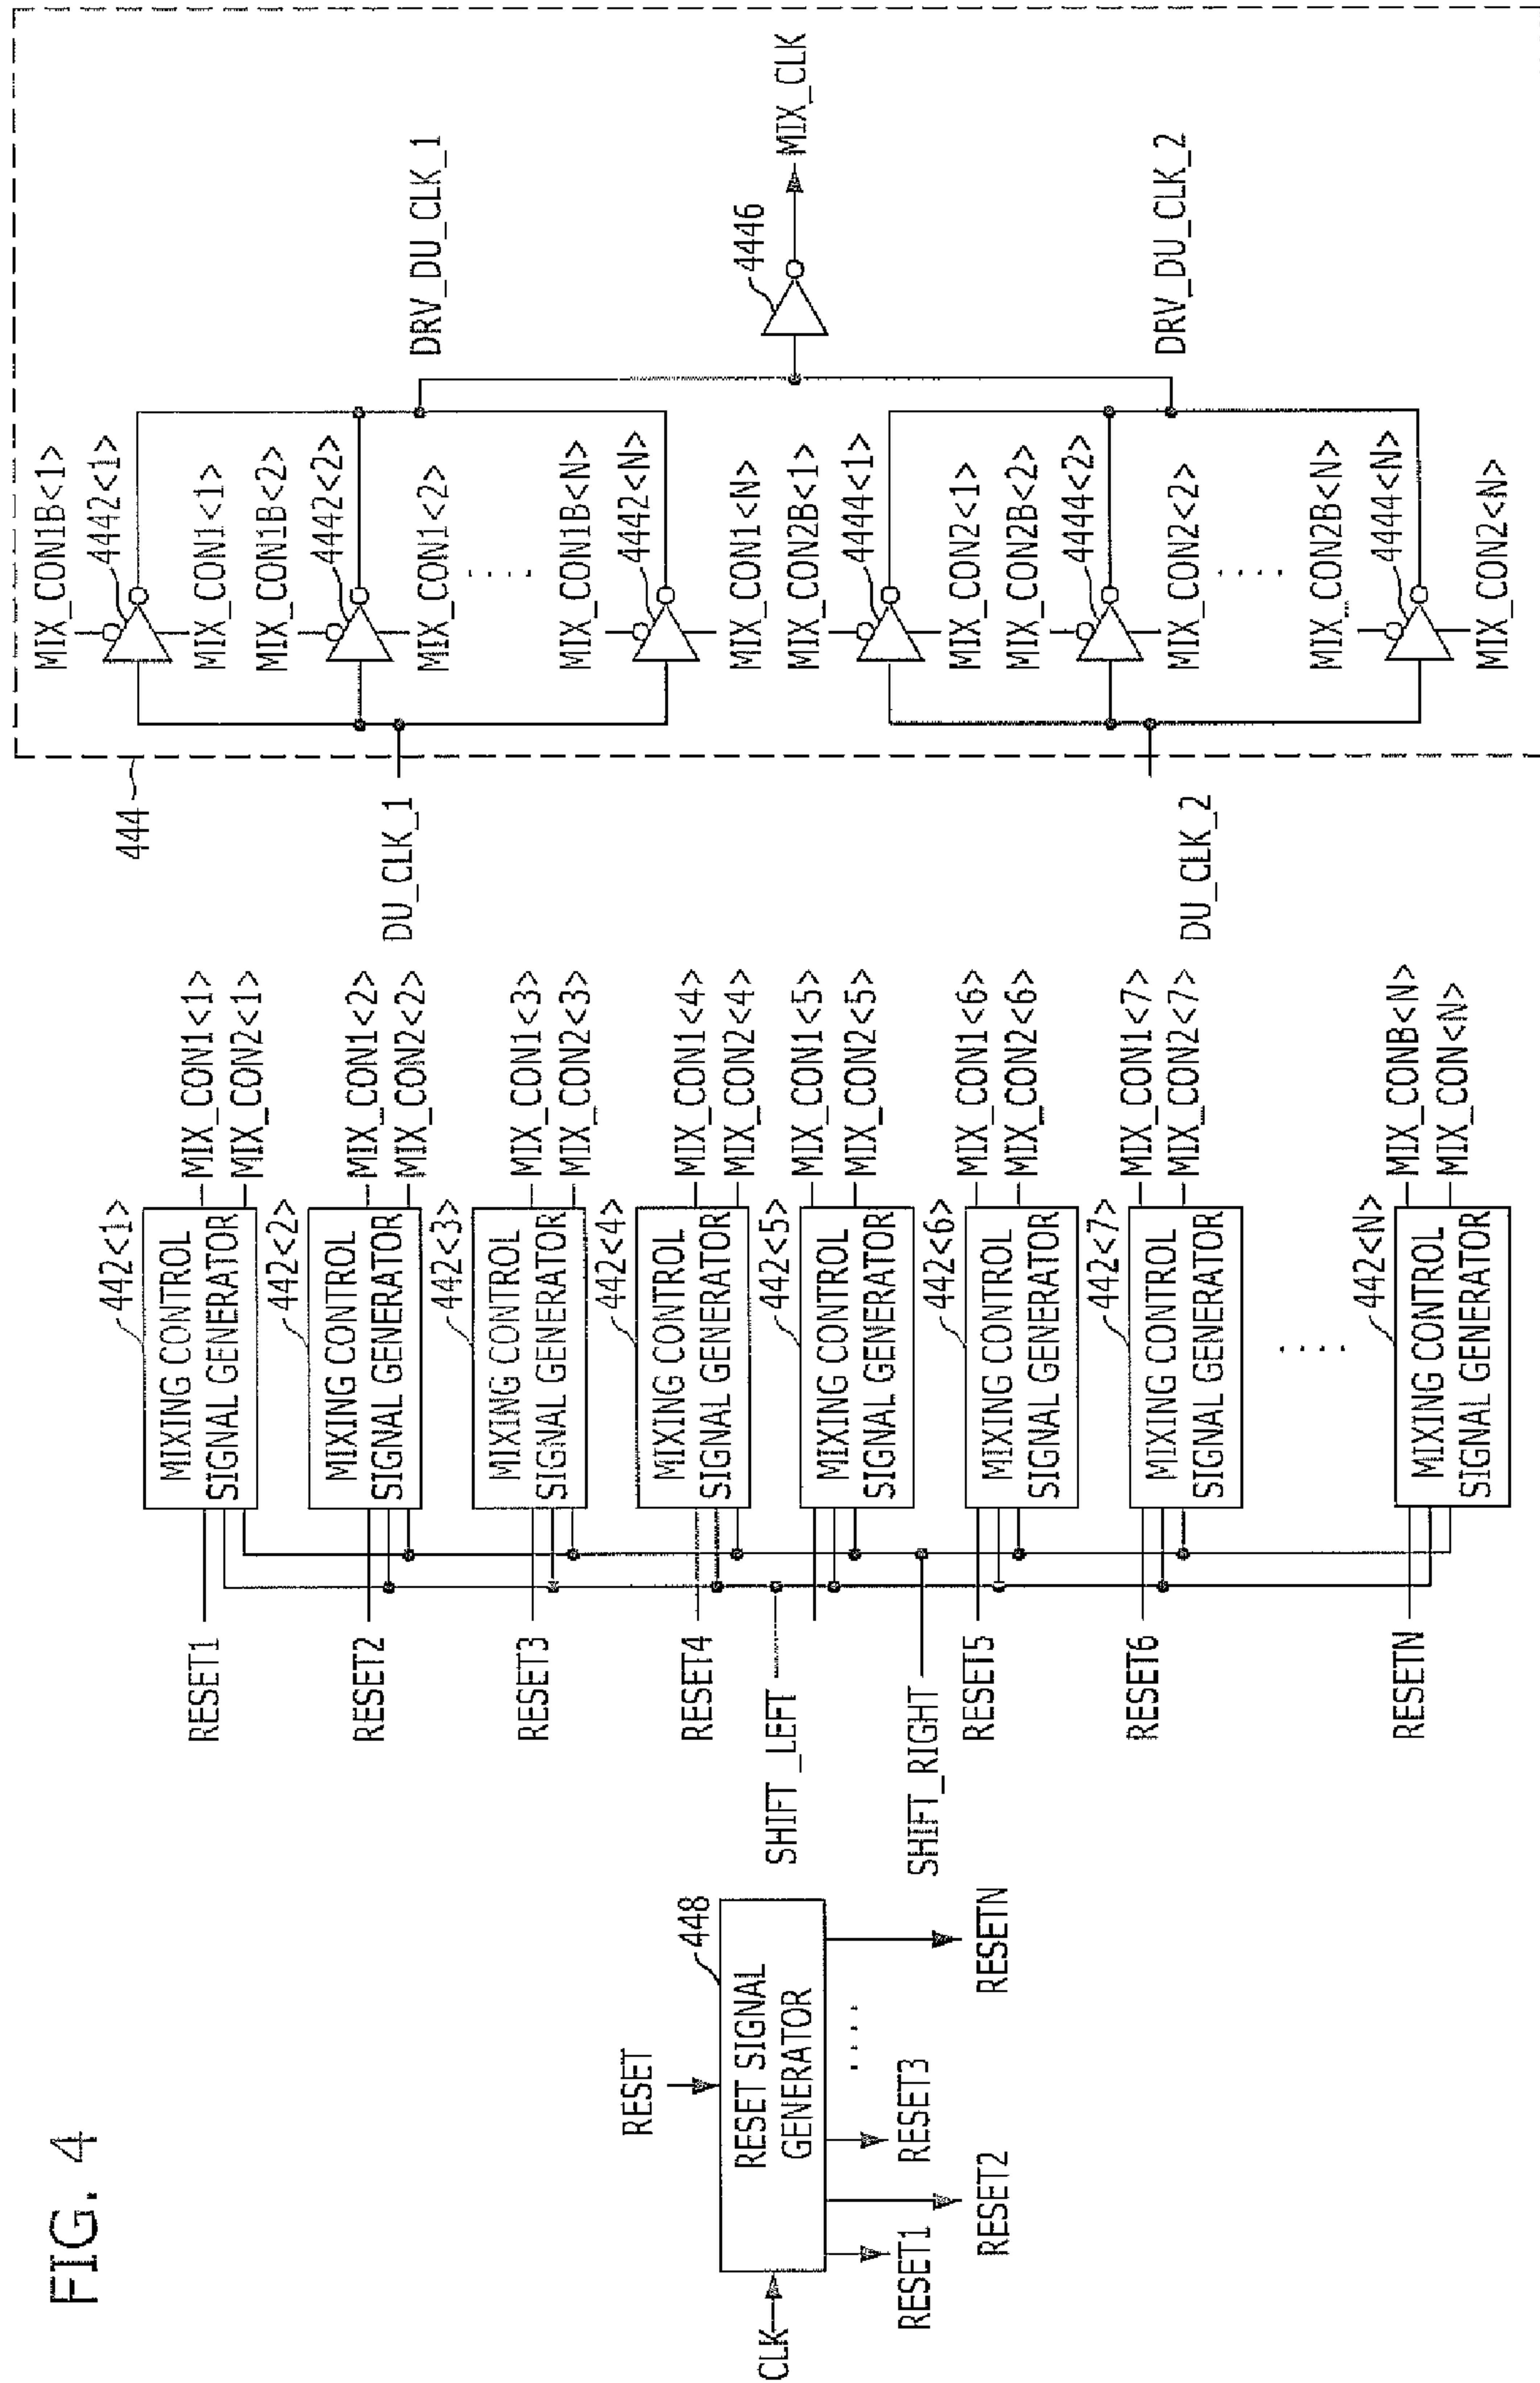 FIG. 4
CLK
RESET
448
RESET SIGNAL
GENERATOR
....
RESET1
RESET2
RESET3
RESETN
RESET1
RESET2
RESET3
RESET4
SHIFT_LEFT
SHIFT_RIGHT
RESET5
RESET6
RESETN
442<1>
MIXING CONTROL
SIGNAL GENERATOR
MIX_CON1<1>
MIX_CON2<1>
442<2>
MIXING CONTROL
SIGNAL GENERATOR
MIX_CON1<2>
MIX_CON2<2>
442<3>
MIXING CONTROL
SIGNAL GENERATOR
MIX_CON1<3>
MIX_CON2<3>
442<4>
MIXING CONTROL
SIGNAL GENERATOR
MIX_CON1<4>
MIX_CON2<4>
442<5>
MIXING CONTROL
SIGNAL GENERATOR
MIX_CON1<5>
MIX_CON2<5>
442<6>
MIXING CONTROL
SIGNAL GENERATOR
MIX_CON1<6>
MIX_CON2<6>
442<7>
MIXING CONTROL
SIGNAL GENERATOR
MIX_CON1<7>
MIX_CON2<7>
....
442<N>
MIXING CONTROL
SIGNAL GENERATOR
MIX_CONB<N>
MIX_CON<N>
444
DU_CLK_1
DU_CLK_2
MIX_CON1B<1>
4442<1>
MIX_CON1<1>
MIX_CON1B<2>
4442<2>
MIX_CON1<2>
....
MIX_CON1B<N>
4442<N>
MIX_CON1<N>
MIX_CON2B<1>
4444<1>
MIX_CON2<1>
MIX_CON2B<2>
4444<2>
MIX_CON2<2>
....
MIX_CON2B<N>
4444<N>
MIX_CON2<N>
DRV_DU_CLK_1
4446
MIX_CLK
DRV_DU_CLK_2